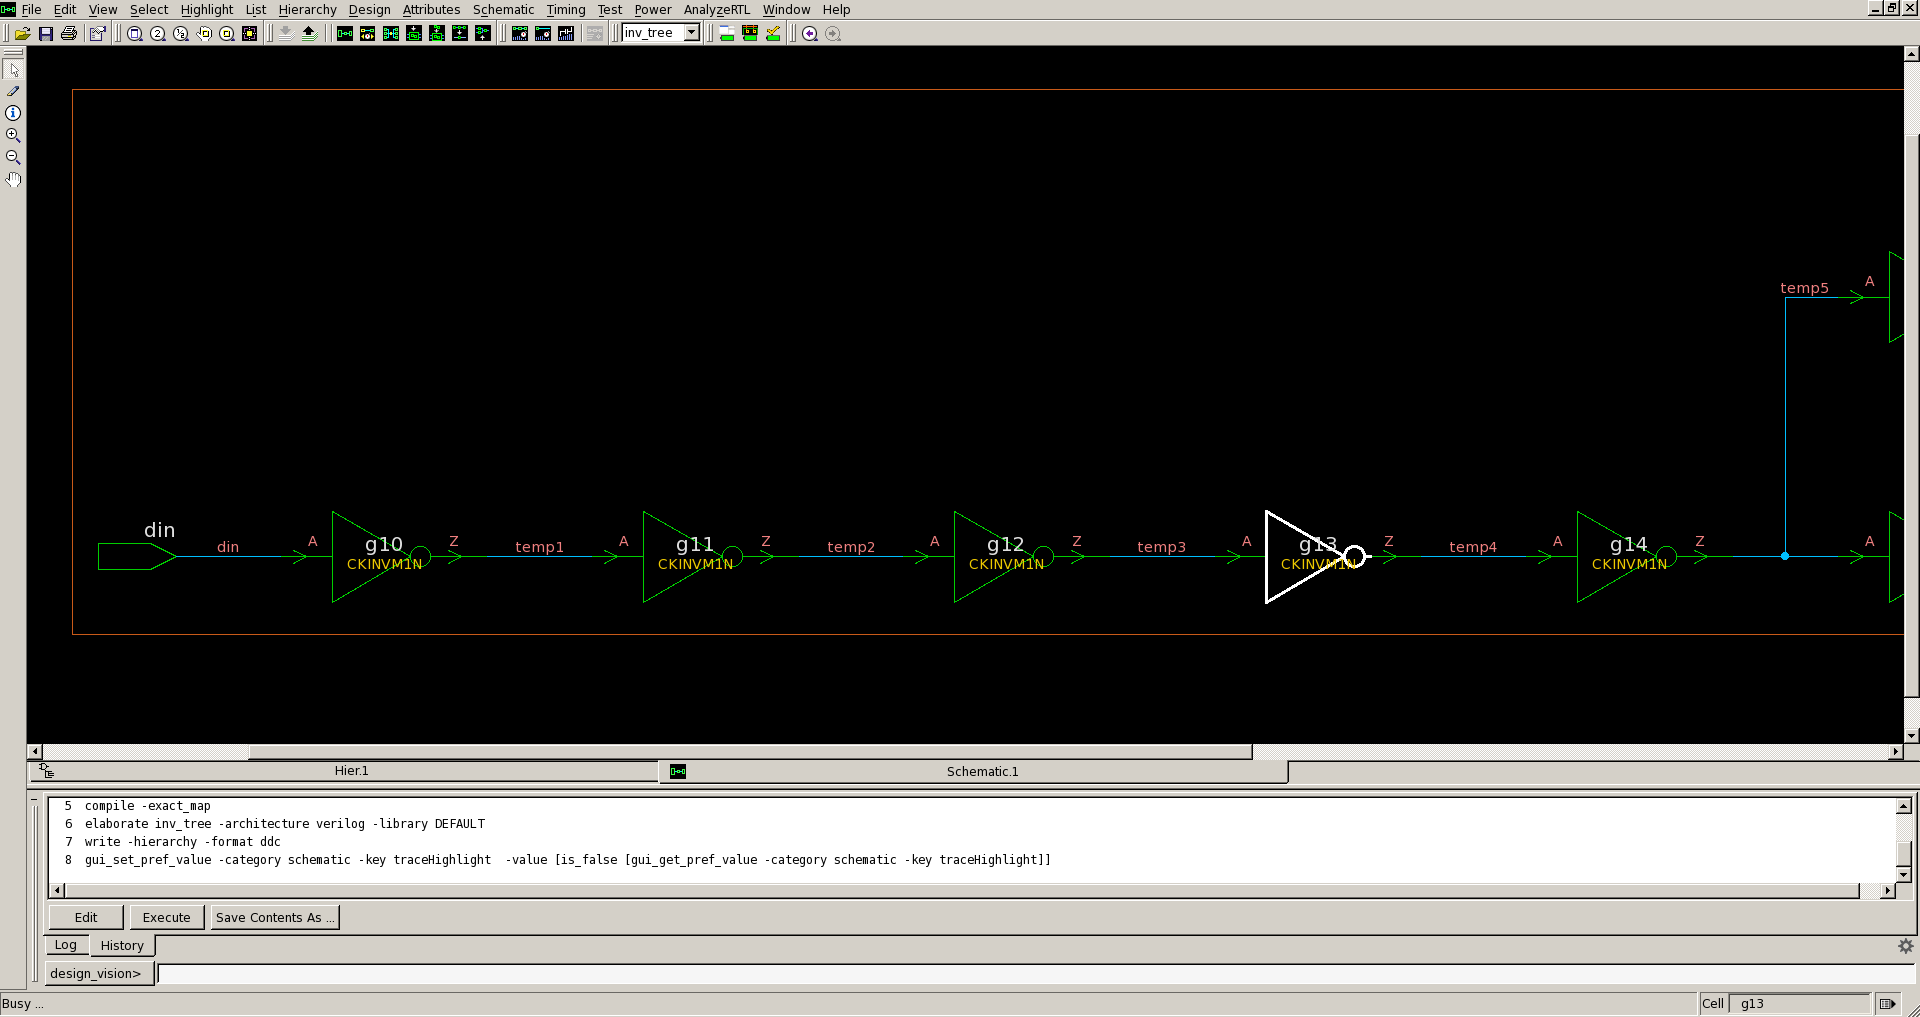 File Edit View Select Highlight List Hierarchy Design Attributes Schematic Timing Test Power AnalyzeRTL Window Help
inv_tree
temp5 A
din
din A g10 CKINVM1N Z temp1 A g11 CKINVM1N Z temp2 A g12 CKINVM1N Z temp3 A g13 CKINVM1N Z temp4 A g14 CKINVM1N Z A
Hier.1 Schematic.1
5 compile -exact_map
6 elaborate inv_tree -architecture verilog -library DEFAULT
7 write -hierarchy -format ddc
8 gui_set_pref_value -category schematic -key traceHighlight -value [is_false [gui_get_pref_value -category schematic -key traceHighlight]]
Edit Execute Save Contents As ...
Log History
design_vision>
Busy ... Cell g13